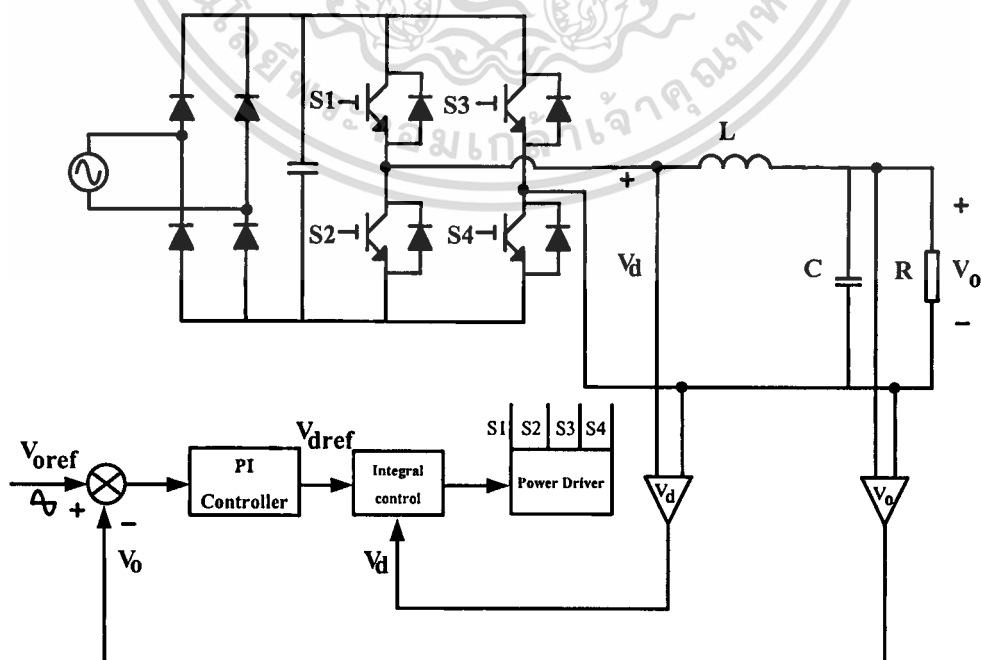 S1
S3
S2
S4
L
+
Vd
C
R
+
Vo
−
S1 S2 S3 S4
Voref
+
−
Vo
PI
Controller
Vdref
Integral
control
Power Driver
Vd
Vd
Vo